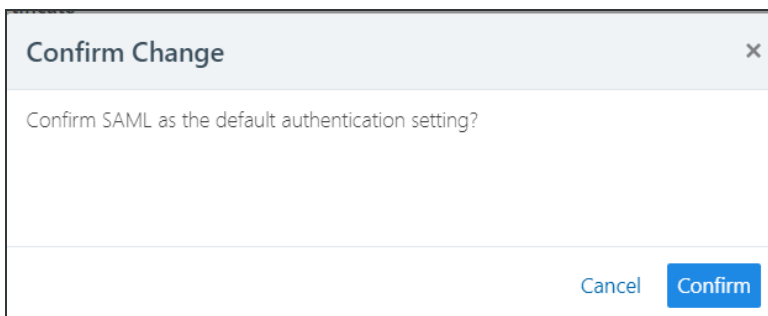 Confirm Change
×
Confirm SAML as the default authentication setting?
Cancel Confirm